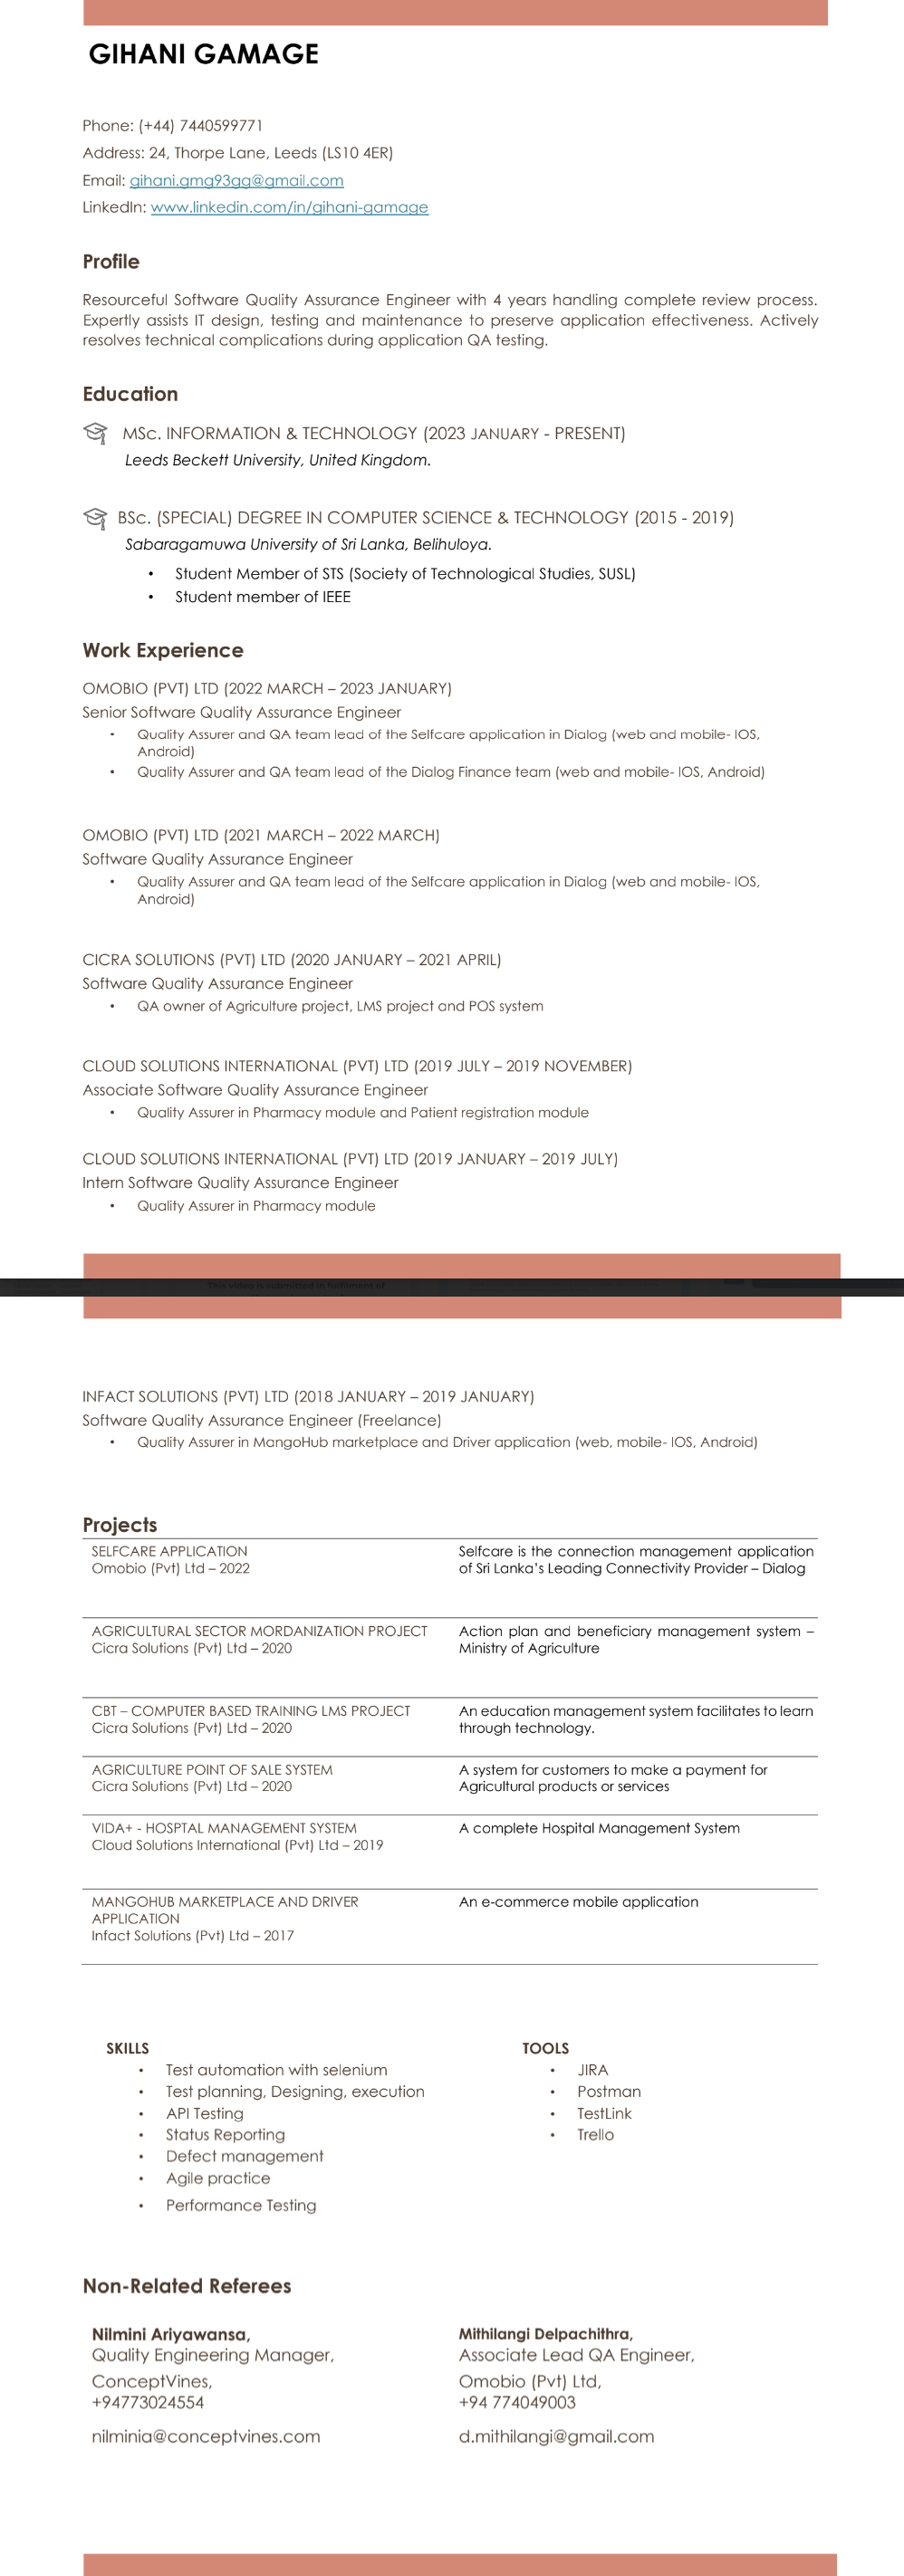 GIHANI GAMAGE
Phone: (+44) 7440599771
Address: 24, Thorpe Lane, Leeds (LS10 4ER)
Email: gihani.gmg93gg@gmail.com
LinkedIn: www.linkedin.com/in/gihani-gamage
Profile
Resourceful Software Quality Assurance Engineer with 4 years handling complete review process.
Expertly assists IT design, testing and maintenance to preserve application effectiveness. Actively
resolves technical complications during application QA testing.
Education
MSc. INFORMATION & TECHNOLOGY (2023 JANUARY - PRESENT)
Leeds Beckett University, United Kingdom.
BSc. (SPECIAL) DEGREE IN COMPUTER SCIENCE & TECHNOLOGY (2015 - 2019)
Sabaragamuwa University of Sri Lanka, Belihuloya.
• Student Member of STS (Society of Technological Studies, SUSL)
• Student member of IEEE
Work Experience
OMOBIO (PVT) LTD (2022 MARCH – 2023 JANUARY)
Senior Software Quality Assurance Engineer
• Quality Assurer and QA team lead of the Selfcare application in Dialog (web and mobile- IOS,
Android)
• Quality Assurer and QA team lead of the Dialog Finance team (web and mobile- IOS, Android)
OMOBIO (PVT) LTD (2021 MARCH – 2022 MARCH)
Software Quality Assurance Engineer
• Quality Assurer and QA team lead of the Selfcare application in Dialog (web and mobile- IOS,
Android)
CICRA SOLUTIONS (PVT) LTD (2020 JANUARY – 2021 APRIL)
Software Quality Assurance Engineer
• QA owner of Agriculture project, LMS project and POS system
CLOUD SOLUTIONS INTERNATIONAL (PVT) LTD (2019 JULY – 2019 NOVEMBER)
Associate Software Quality Assurance Engineer
• Quality Assurer in Pharmacy module and Patient registration module
CLOUD SOLUTIONS INTERNATIONAL (PVT) LTD (2019 JANUARY – 2019 JULY)
Intern Software Quality Assurance Engineer
• Quality Assurer in Pharmacy module
This video is submitted in fulfilment of
INFACT SOLUTIONS (PVT) LTD (2018 JANUARY – 2019 JANUARY)
Software Quality Assurance Engineer (Freelance)
• Quality Assurer in MangoHub marketplace and Driver application (web, mobile- IOS, Android)
Projects
SELFCARE APPLICATION
Omobio (Pvt) Ltd – 2022
Selfcare is the connection management application
of Sri Lanka's Leading Connectivity Provider – Dialog
AGRICULTURAL SECTOR MORDANIZATION PROJECT
Cicra Solutions (Pvt) Ltd – 2020
Action plan and beneficiary management system –
Ministry of Agriculture
CBT – COMPUTER BASED TRAINING LMS PROJECT
Cicra Solutions (Pvt) Ltd – 2020
An education management system facilitates to learn
through technology.
AGRICULTURE POINT OF SALE SYSTEM
Cicra Solutions (Pvt) Ltd – 2020
A system for customers to make a payment for
Agricultural products or services
VIDA+ - HOSPTAL MANAGEMENT SYSTEM
Cloud Solutions International (Pvt) Ltd – 2019
A complete Hospital Management System
MANGOHUB MARKETPLACE AND DRIVER
APPLICATION
Infact Solutions (Pvt) Ltd – 2017
An e-commerce mobile application
SKILLS
• Test automation with selenium
• Test planning, Designing, execution
• API Testing
• Status Reporting
• Defect management
• Agile practice
• Performance Testing
TOOLS
• JIRA
• Postman
• TestLink
• Trello
Non-Related Referees
Nilmini Ariyawansa,
Quality Engineering Manager,
ConceptVines,
+94773024554
nilminia@conceptvines.com
Mithilangi Delpachithra,
Associate Lead QA Engineer,
Omobio (Pvt) Ltd,
+94 774049003
d.mithilangi@gmail.com